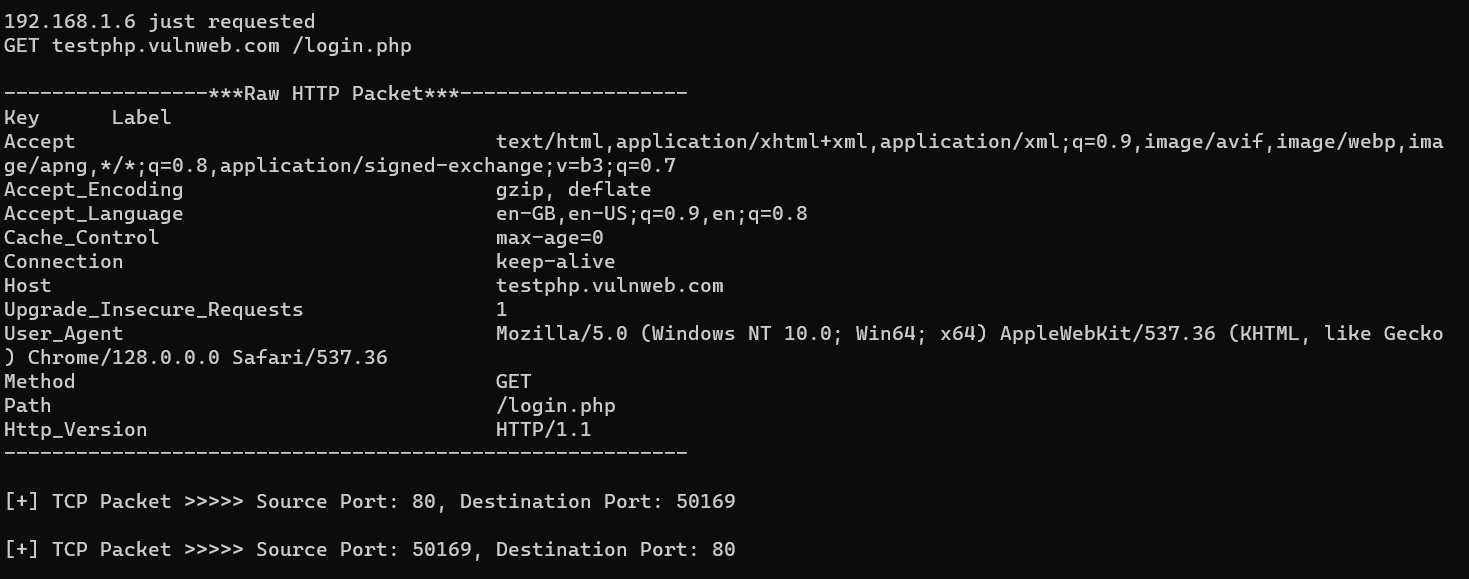 192.168.1.6 just requested
GET testphp.vulnweb.com /login.php
-----------------***Raw HTTP Packet***-------------------
Key      Label
Accept                                   text/html,application/xhtml+xml,application/xml;q=0.9,image/avif,image/webp,ima
ge/apng,*/*;q=0.8,application/signed-exchange;v=b3;q=0.7
Accept_Encoding                          gzip, deflate
Accept_Language                          en-GB,en-US;q=0.9,en;q=0.8
Cache_Control                            max-age=0
Connection                               keep-alive
Host                                     testphp.vulnweb.com
Upgrade_Insecure_Requests                1
User_Agent                               Mozilla/5.0 (Windows NT 10.0; Win64; x64) AppleWebKit/537.36 (KHTML, like Gecko
) Chrome/128.0.0.0 Safari/537.36
Method                                   GET
Path                                     /login.php
Http_Version                             HTTP/1.1
---------------------------------------------------------
[+] TCP Packet >>>>> Source Port: 80, Destination Port: 50169
[+] TCP Packet >>>>> Source Port: 50169, Destination Port: 80